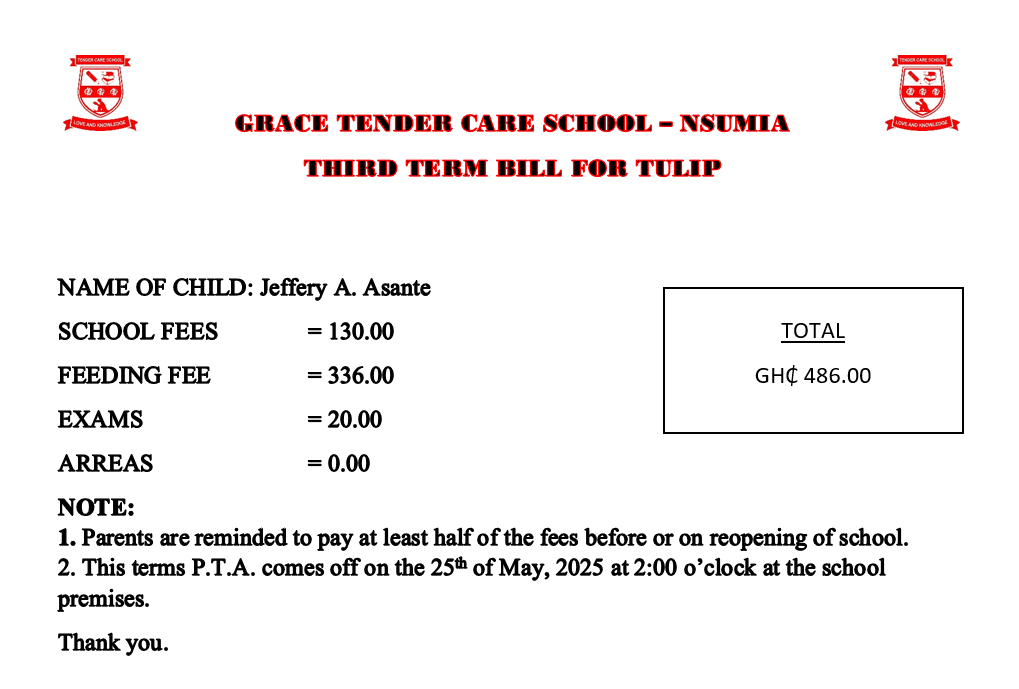 TENDER CARE SCHOOL
LOVE AND KNOWLEDGE
TENDER CARE SCHOOL
LOVE AND KNOWLEDGE
GRACE TENDER CARE SCHOOL – NSUMIA
THIRD TERM BILL FOR TULIP
NAME OF CHILD: Jeffery A. Asante
SCHOOL FEES = 130.00
FEEDING FEE = 336.00
EXAMS = 20.00
ARREAS = 0.00
TOTAL
GH₵ 486.00
NOTE:
1. Parents are reminded to pay at least half of the fees before or on reopening of school.
2. This terms P.T.A. comes off on the 25th of May, 2025 at 2:00 o’clock at the school
premises.
Thank you.